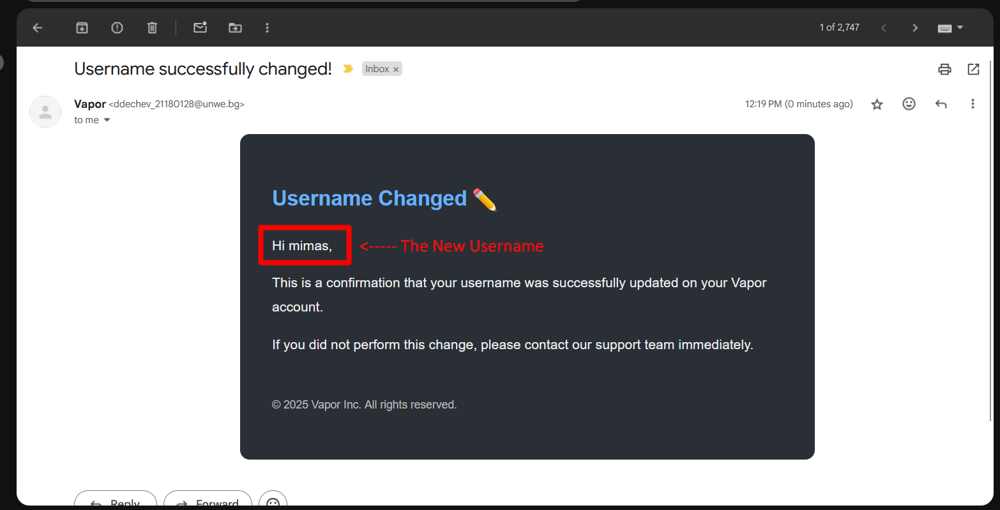 1 of 2,747
Username successfully changed!
Inbox ×
Vapor <ddechev_21180128@unwe.bg>
12:19 PM (0 minutes ago)
to me
Username Changed ✏️
Hi mimas,
<----- The New Username
This is a confirmation that your username was successfully updated on your Vapor
account.
If you did not perform this change, please contact our support team immediately.
© 2025 Vapor Inc. All rights reserved.
Reply
Forward